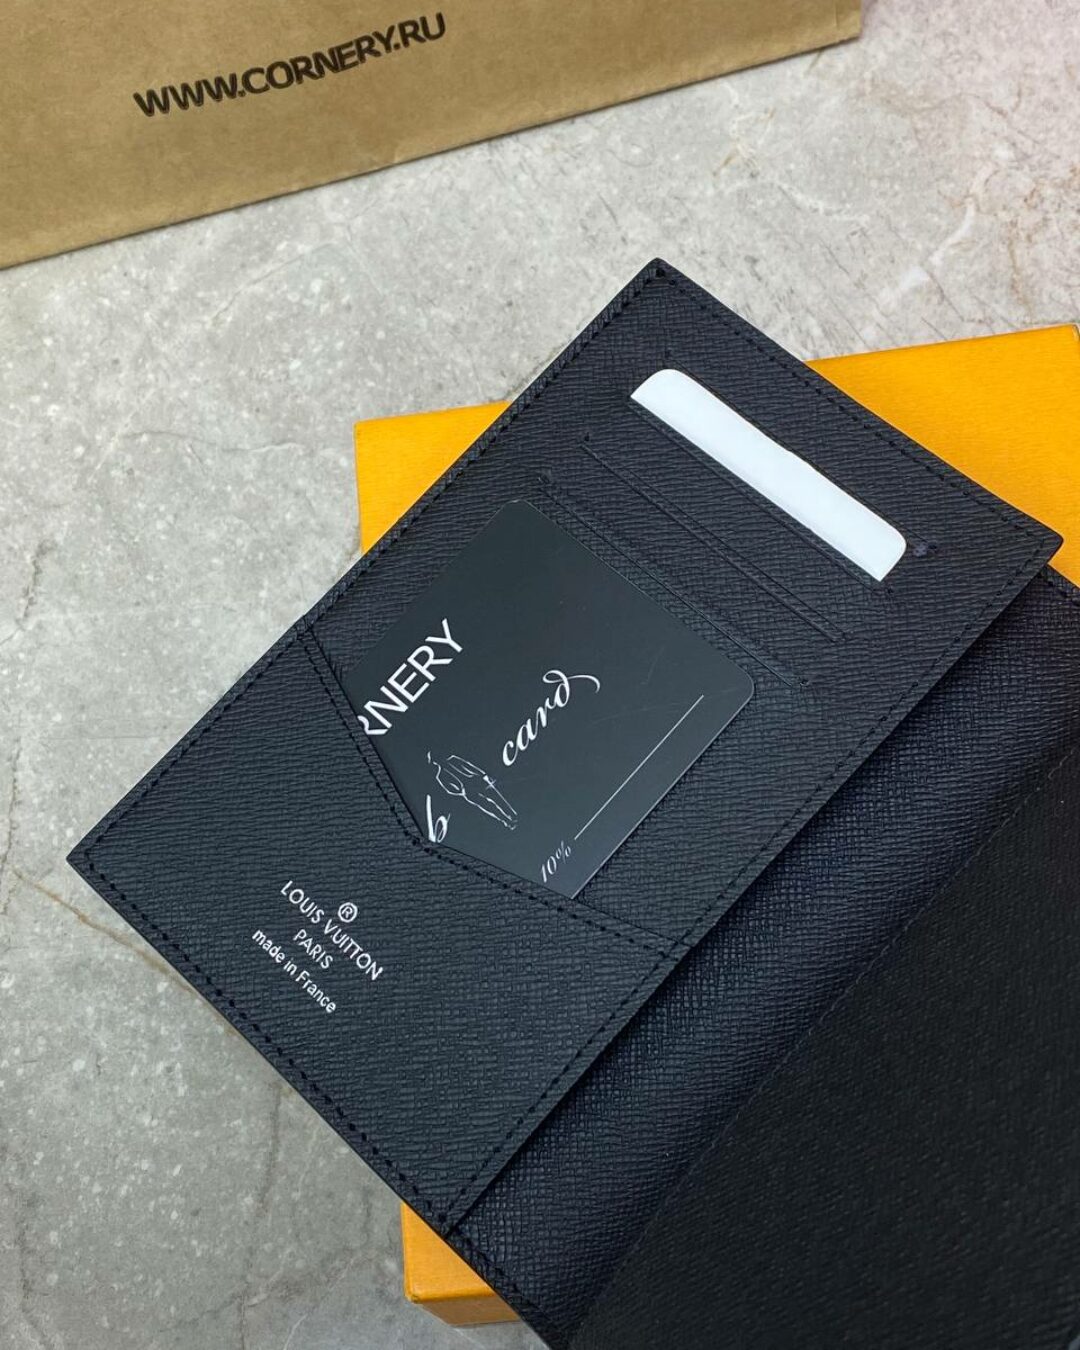 WWW.CORNERY.RU
RNERY
b card
10%
®
LOUIS VUITTON
PARIS
made in France